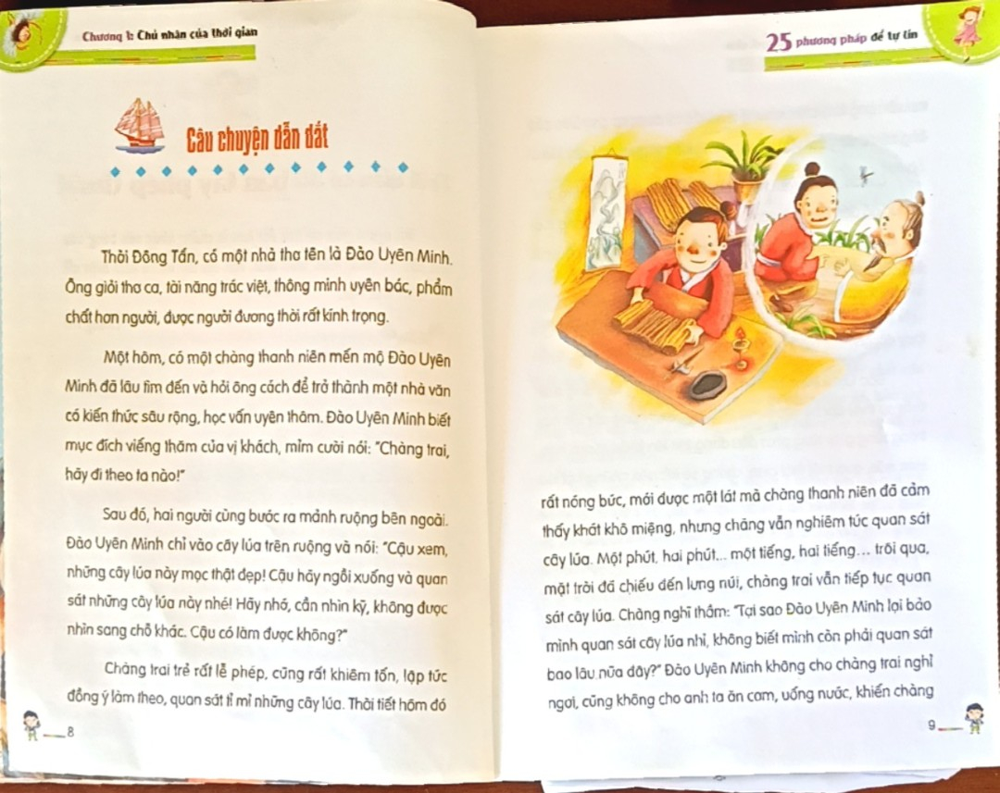 Chương 1: Chủ nhân của thời gian
Câu chuyện dẫn dắt
Thời Đông Tấn, có một nhà thơ tên là Đào Uyên Minh.
Ông giỏi thơ ca, tài năng trác việt, thông minh uyên bác, phẩm
chất hơn người, được người đương thời rất kính trọng.
Một hôm, có một chàng thanh niên mến mộ Đào Uyên
Minh đã lâu tìm đến và hỏi ông cách để trở thành một nhà văn
có kiến thức sâu rộng, học vấn uyên thâm. Đào Uyên Minh biết
mục đích viếng thăm của vị khách, mỉm cười nói: "Chàng trai,
hãy đi theo ta nào!"
Sau đó, hai người cùng bước ra mảnh ruộng bên ngoài.
Đào Uyên Minh chỉ vào cây lúa trên ruộng và nói: "Cậu xem,
những cây lúa này mọc thật đẹp! Cậu hãy ngồi xuống và quan
sát những cây lúa này nhé! Hãy nhớ, cần nhìn kỹ, không được
nhìn sang chỗ khác. Cậu có làm được không?"
Chàng trai trẻ rất lễ phép, cũng rất khiêm tốn, lập tức
đồng ý làm theo, quan sát tỉ mỉ những cây lúa. Thời tiết hôm đó
8
25 phương pháp để tự tin
rất nóng bức, mới được một lát mà chàng thanh niên đã cảm
thấy khát khô miệng, nhưng chàng vẫn nghiêm túc quan sát
cây lúa. Một phút, hai phút... một tiếng, hai tiếng... trôi qua,
mặt trời đã chiếu đến lưng núi, chàng trai vẫn tiếp tục quan
sát cây lúa. Chàng nghĩ thầm: "Tại sao Đào Uyên Minh lại bảo
mình quan sát cây lúa nhỉ, không biết mình còn phải quan sát
bao lâu nữa đây?" Đào Uyên Minh không cho chàng trai nghỉ
ngơi, cũng không cho anh ta ăn cơm, uống nước, khiến chàng
9